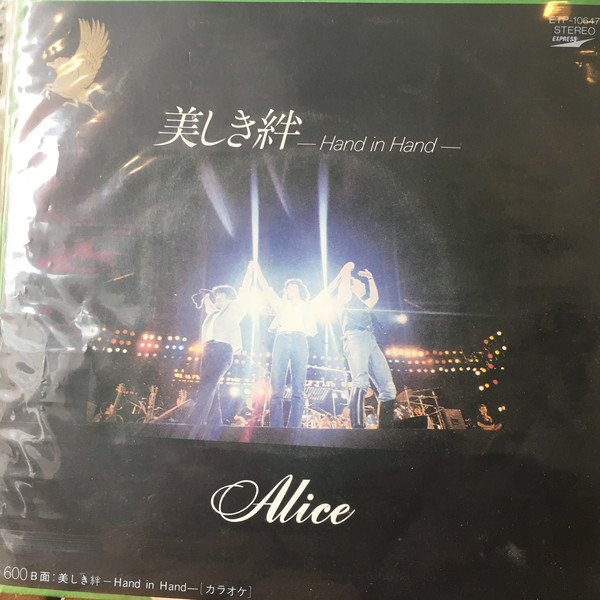 ETP-10647
STEREO
EXPRESS
美しき絆
— Hand in Hand —
Alice
600 B面:美しき絆—Hand in Hand—[カラオケ]